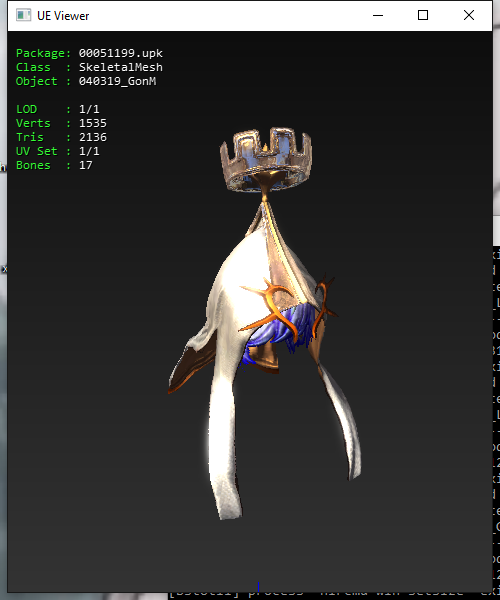 UE Viewer
Package: 00051199.upk
Class : SkeletalMesh
Object : 040319_GonM
LOD : 1/1
Verts : 1535
Tris : 2136
UV Set : 1/1
Bones : 17